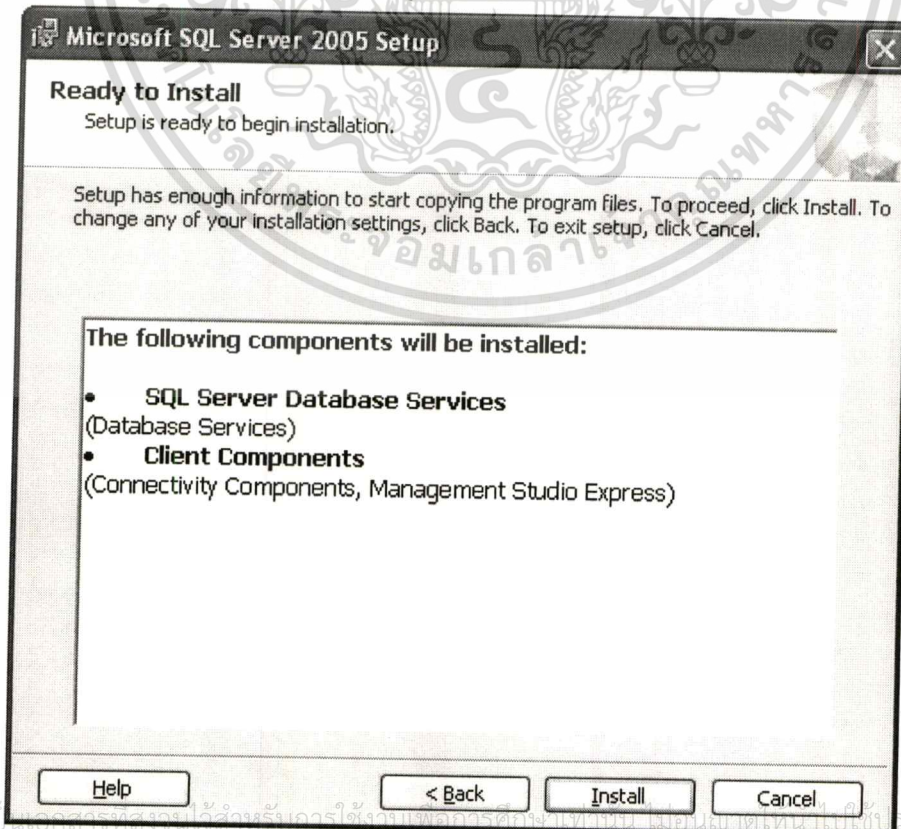 Microsoft SQL Server 2005 Setup
Ready to Install
Setup is ready to begin installation.
Setup has enough information to start copying the program files. To proceed, click Install. To
change any of your installation settings, click Back. To exit setup, click Cancel.
The following components will be installed:
• SQL Server Database Services
(Database Services)
• Client Components
(Connectivity Components, Management Studio Express)
Help
< Back
Install
Cancel